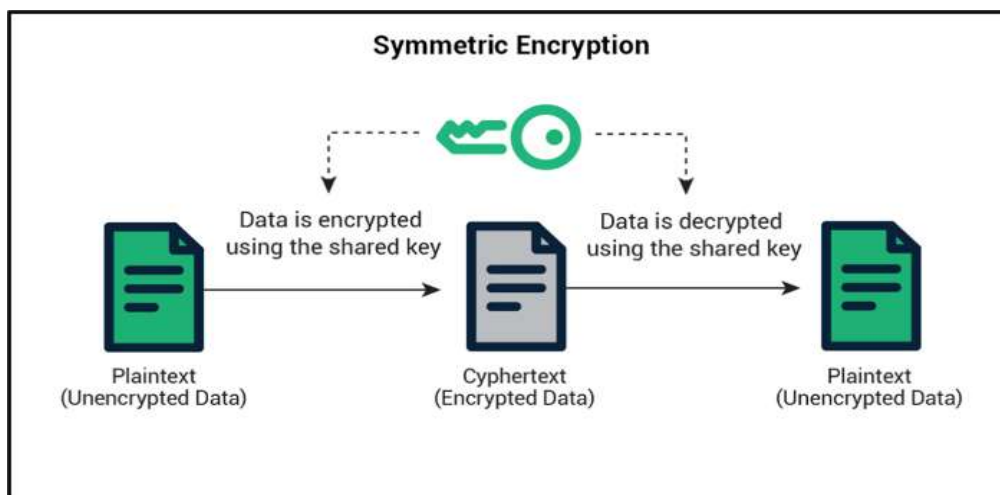 Symmetric Encryption
Data is encrypted
using the shared key
Data is decrypted
using the shared key
Plaintext
(Unencrypted Data)
Cyphertext
(Encrypted Data)
Plaintext
(Unencrypted Data)